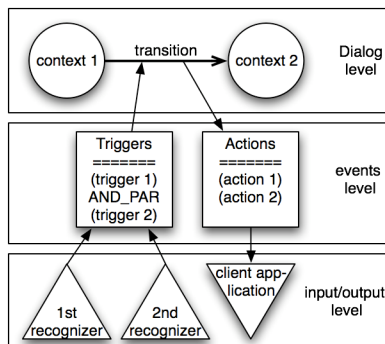 context 1
transition
context 2
Dialog
level
Triggers
=======
(trigger 1)
AND_PAR
(trigger 2)
Actions
=======
(action 1)
(action 2)
events
level
1st
recognizer
2nd
recognizer
client app-
lication
input/output
level